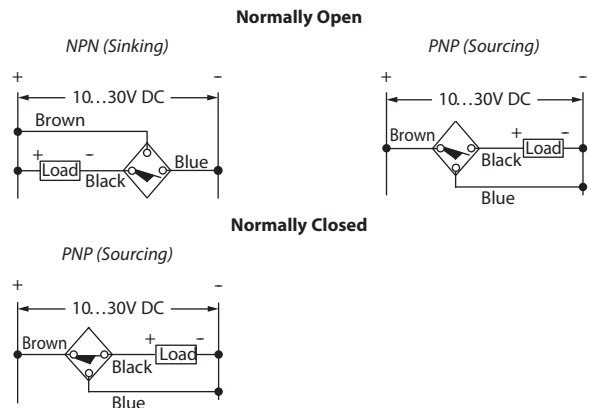 Normally Open
NPN (Sinking)
+ -
10...30V DC
Brown
+ -
Load
Black
Blue
PNP (Sourcing)
+ -
10...30V DC
Brown
+ -
Load
Black
Blue
Normally Closed
PNP (Sourcing)
+ -
10...30V DC
Brown
+ -
Load
Black
Blue